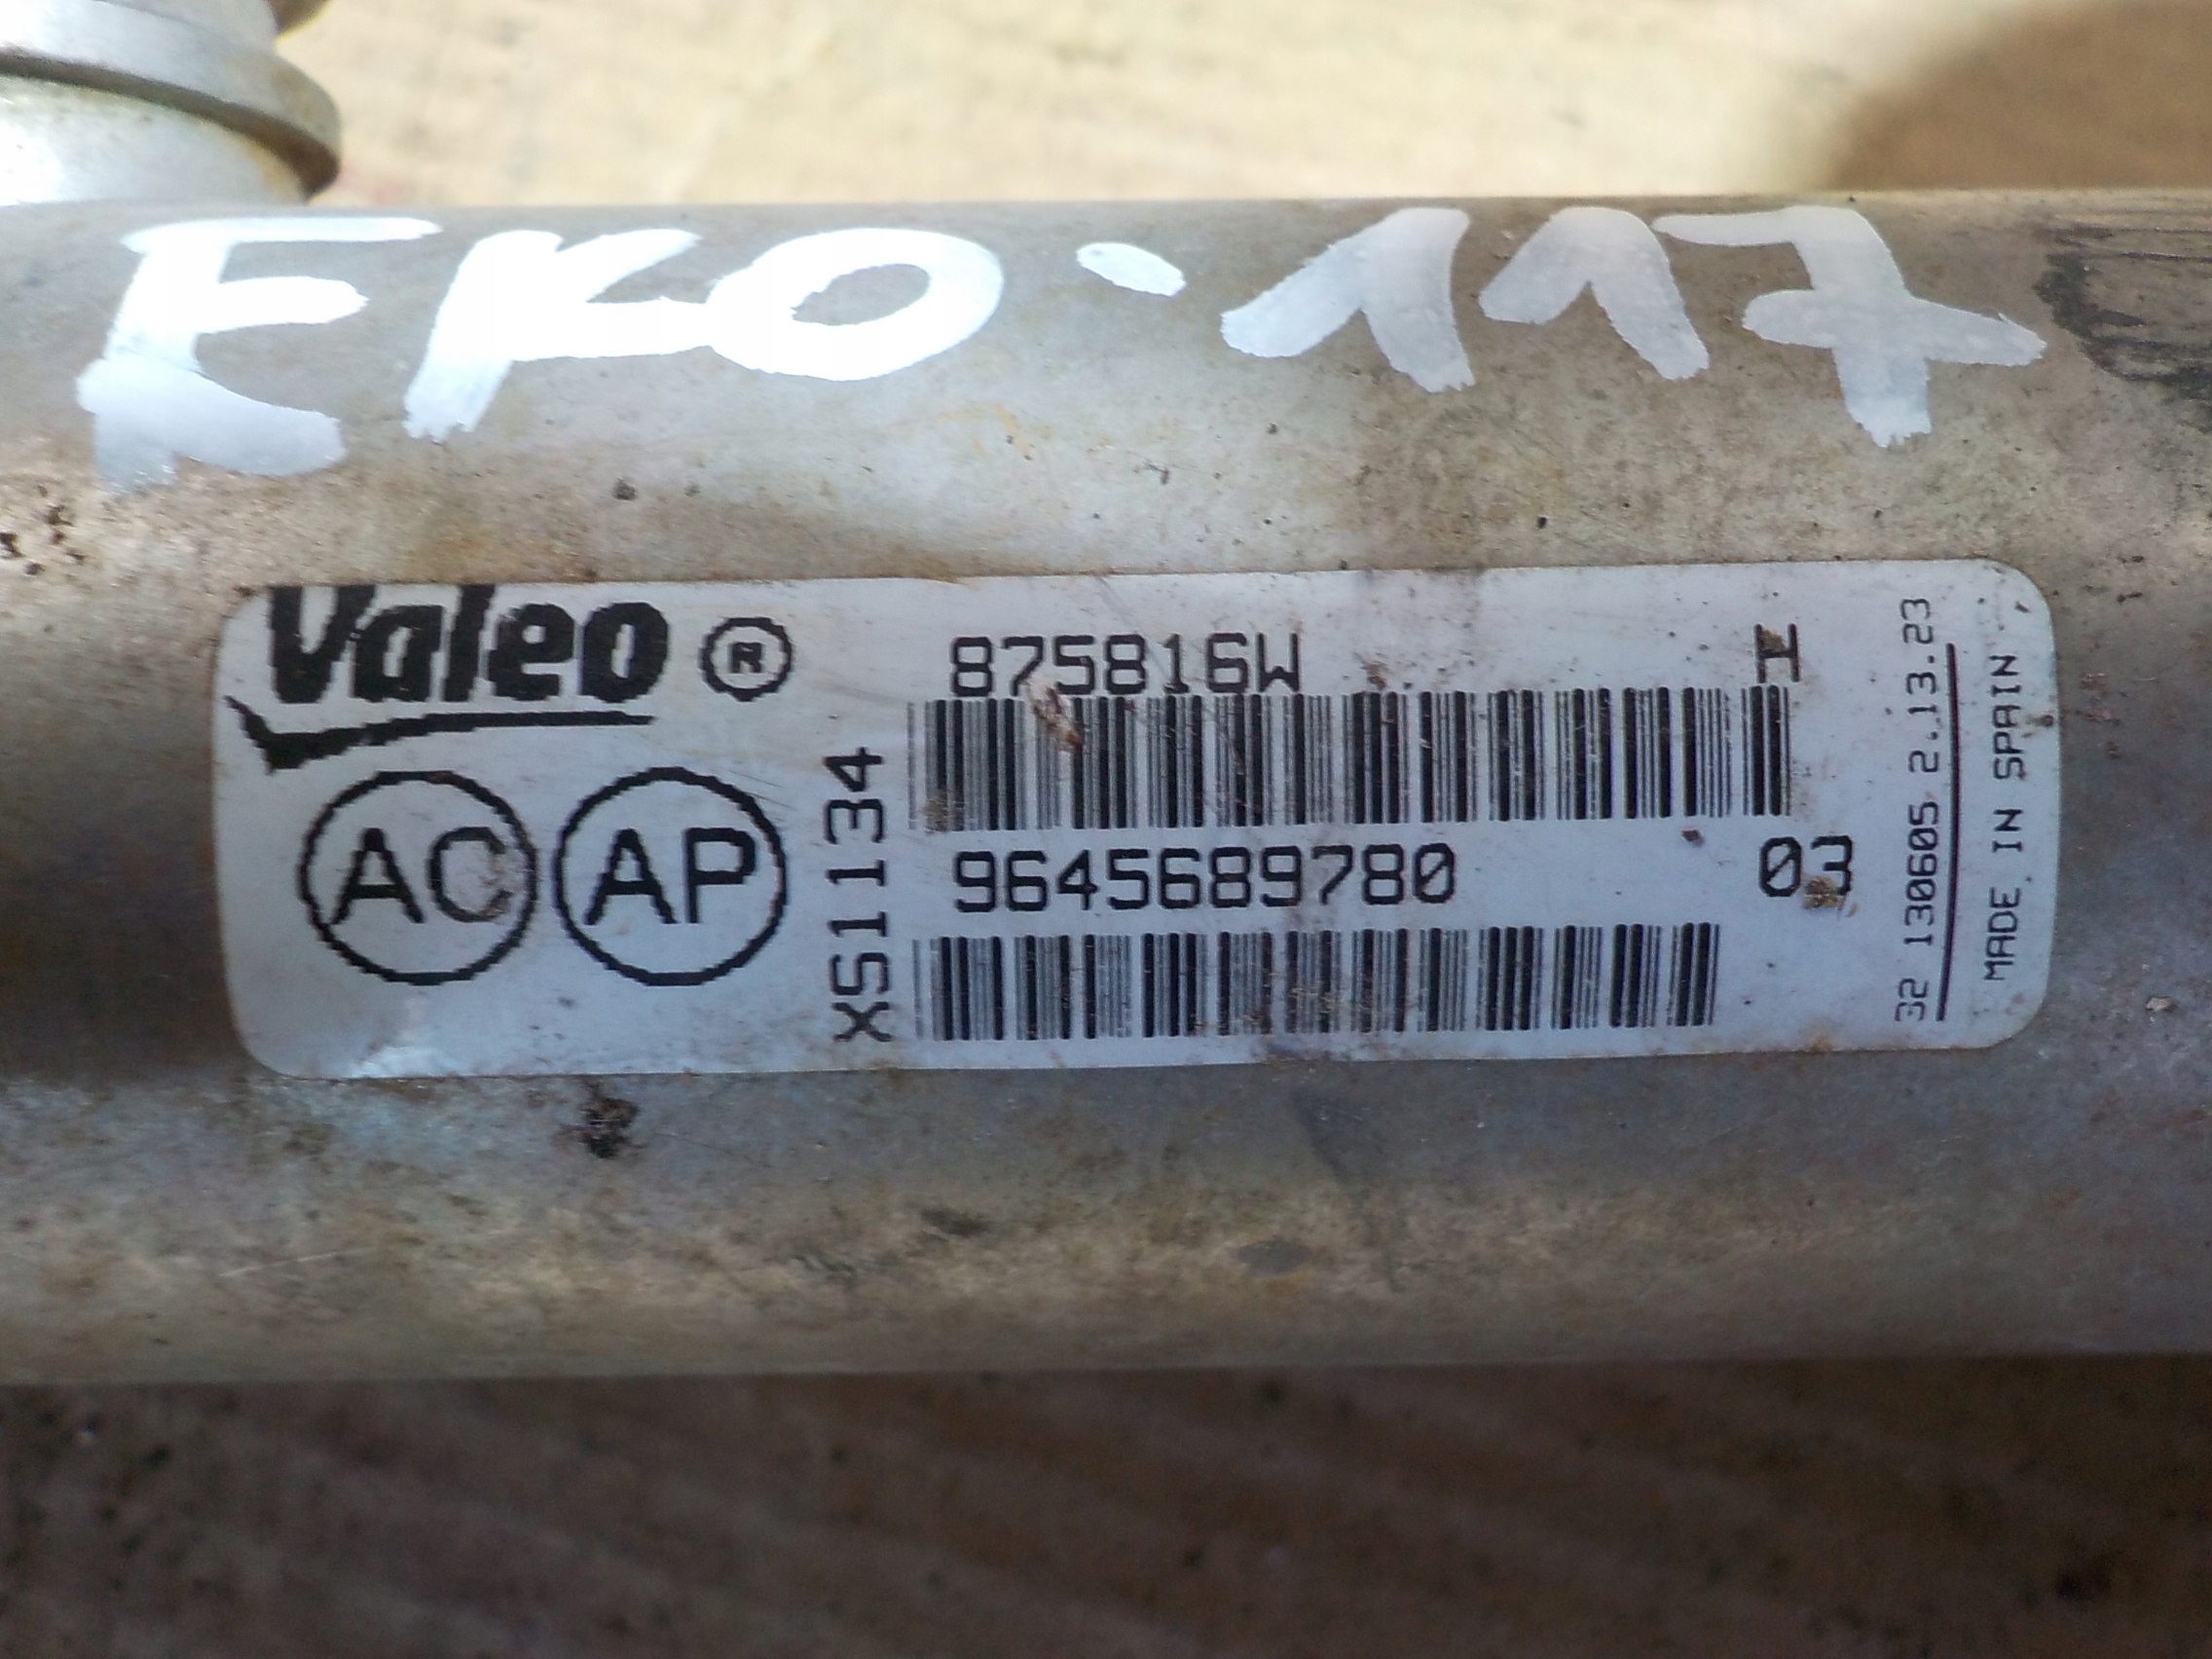 EKO.117
Valeo ®
875816W H
AC AP
XS1134
9645689780 03
32 130605 2.13.23
MADE IN SPAIN